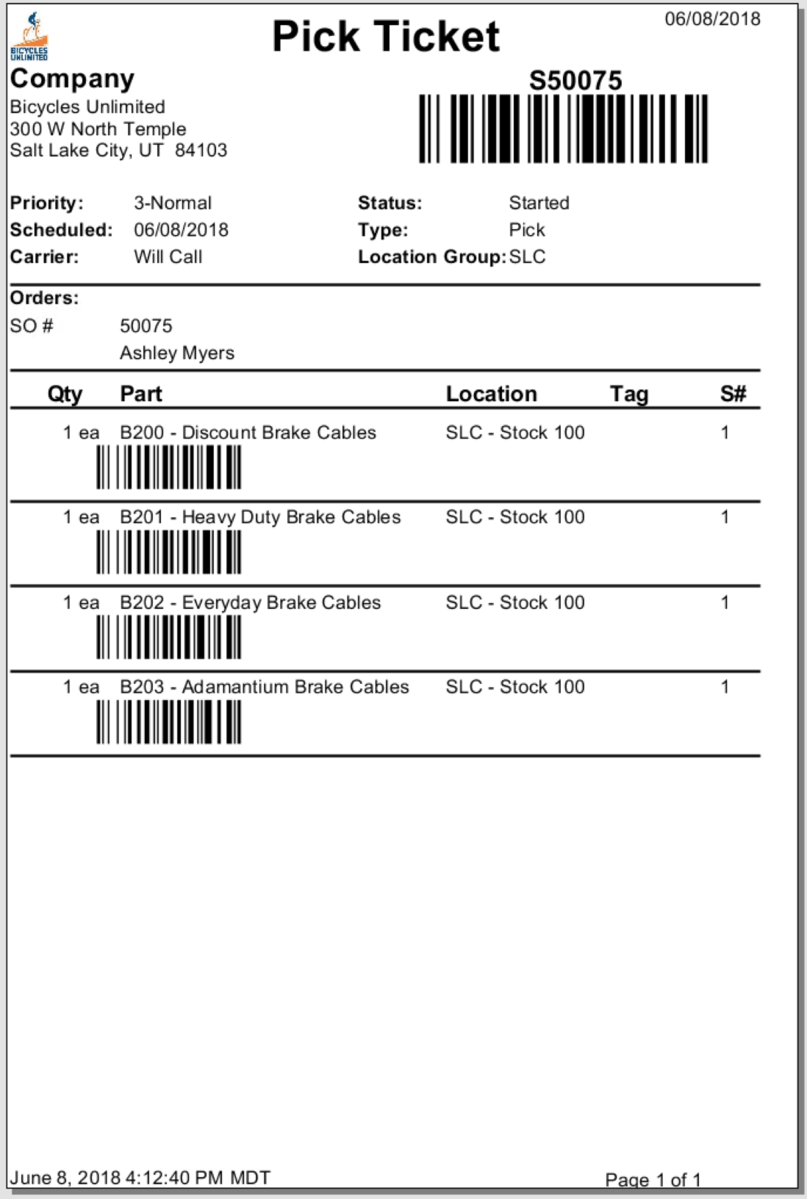 06/08/2018
Pick Ticket
BICYCLES
UNLIMITED
Company
S50075
Bicycles Unlimited
300 W North Temple
Salt Lake City, UT 84103
Priority: 3-Normal Status: Started
Scheduled: 06/08/2018 Type: Pick
Carrier: Will Call Location Group: SLC
Orders:
SO # 50075
Ashley Myers
Qty Part Location Tag S#
1 ea B200 - Discount Brake Cables SLC - Stock 100 1
1 ea B201 - Heavy Duty Brake Cables SLC - Stock 100 1
1 ea B202 - Everyday Brake Cables SLC - Stock 100 1
1 ea B203 - Adamantium Brake Cables SLC - Stock 100 1
June 8, 2018 4:12:40 PM MDT Page 1 of 1